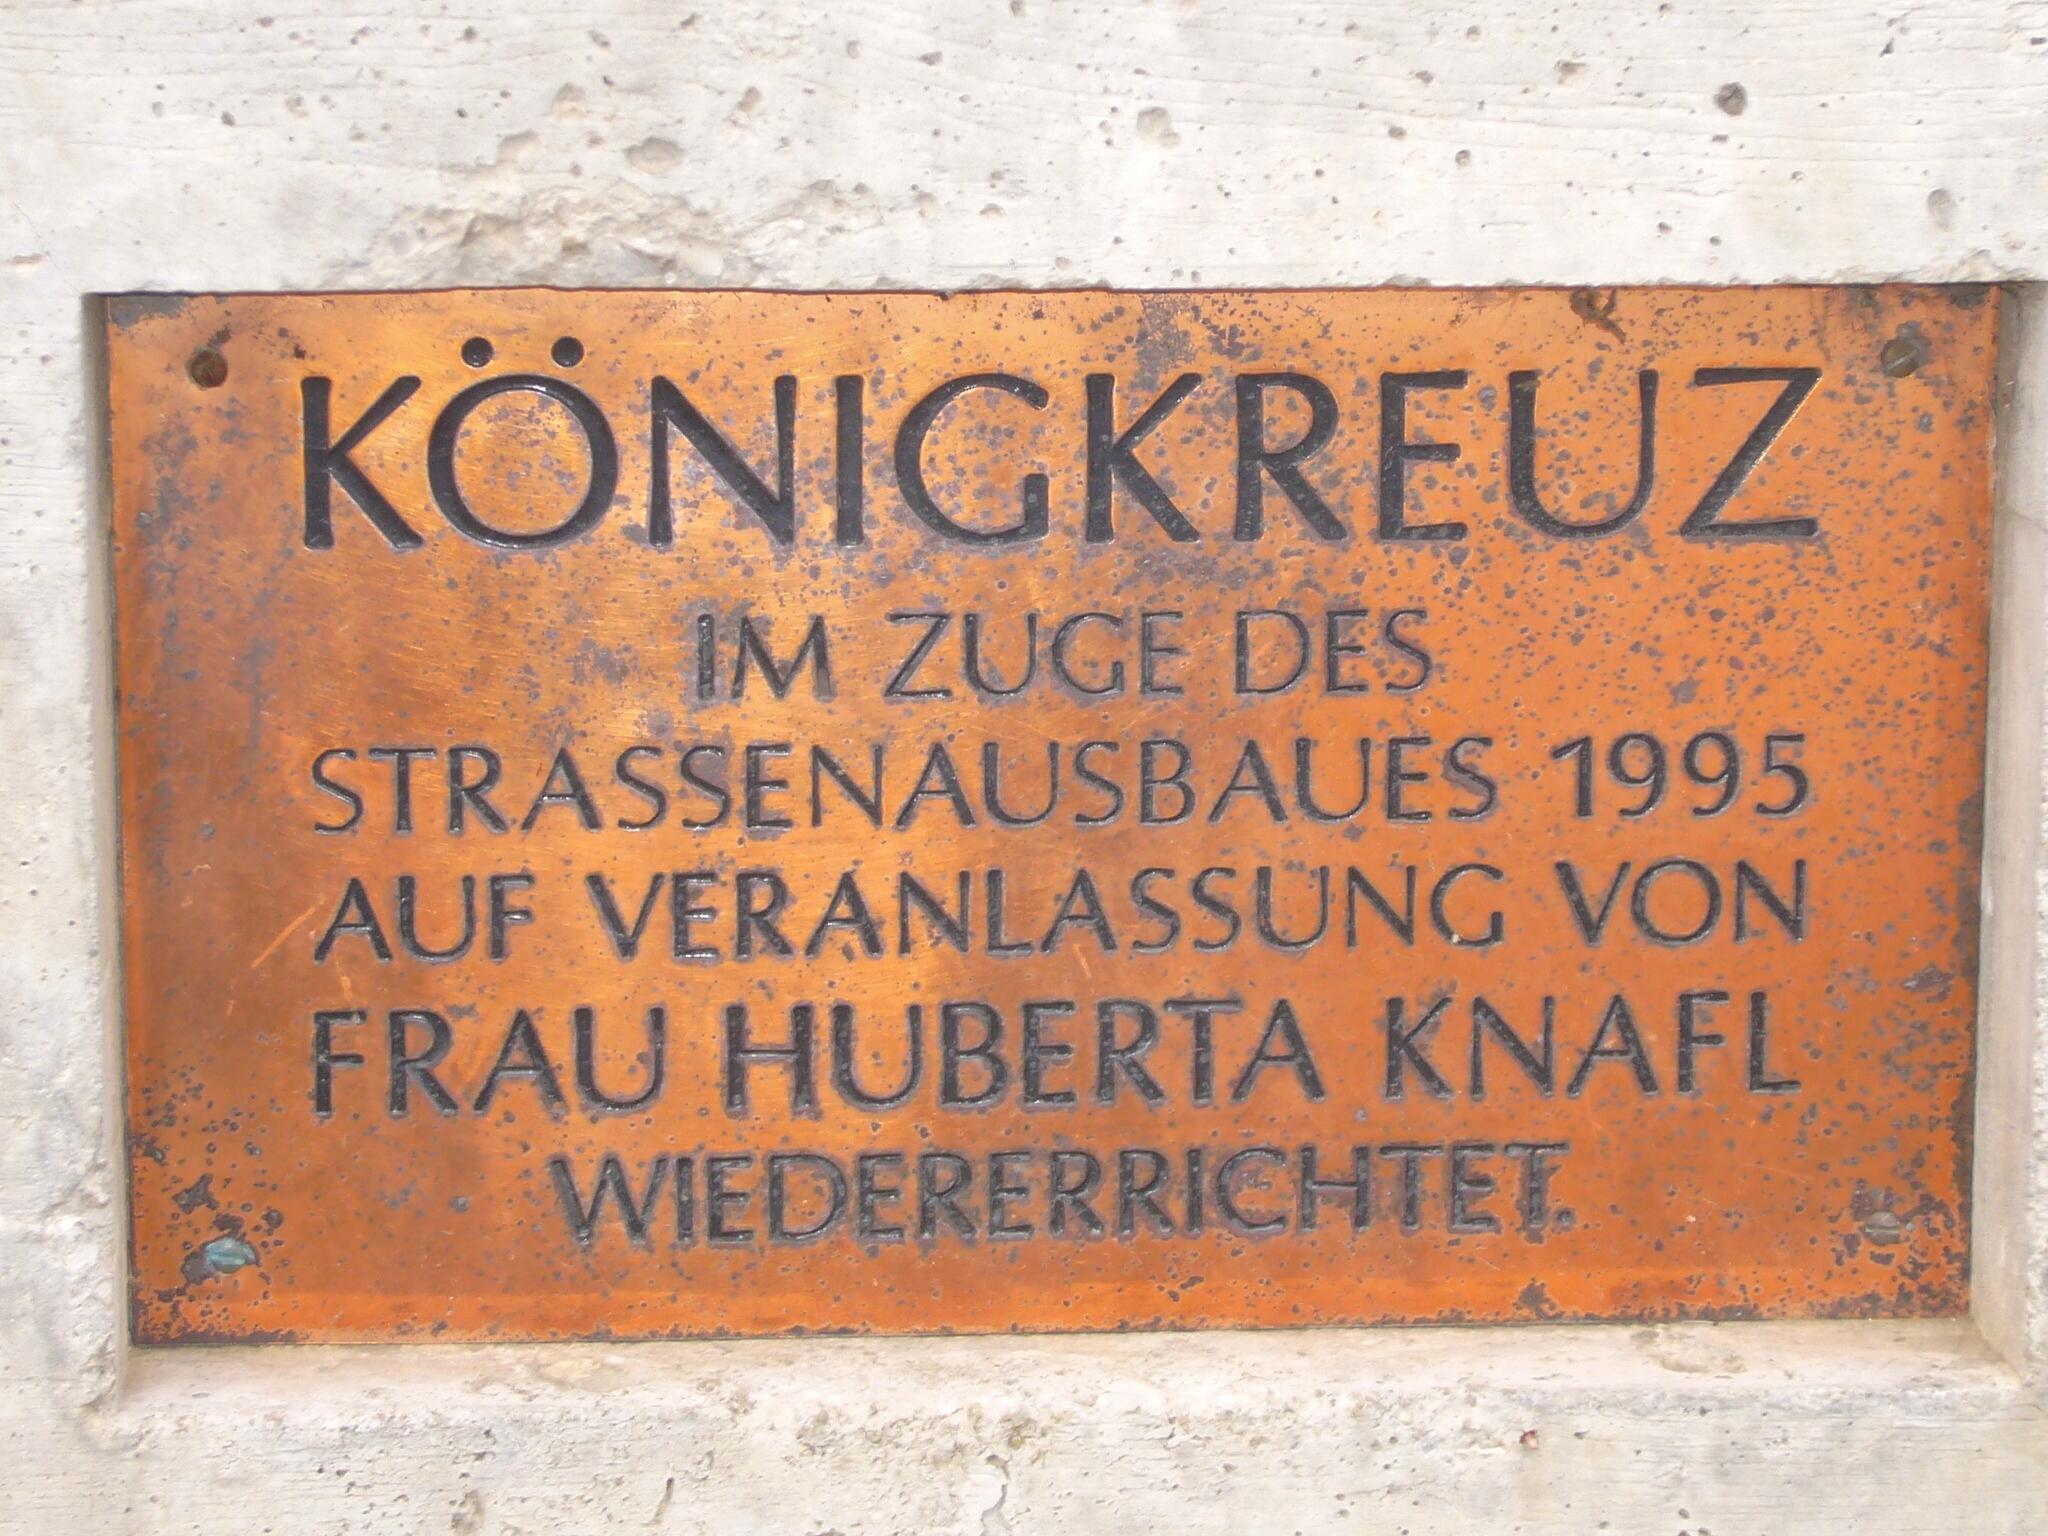 KÖNIGKREUZ
IM ZUGE DES
STRASSENAUSBAUES 1995
AUF VERANLASSUNG VON
FRAU HUBERTA KNAFL
WIEDERERRICHTET.